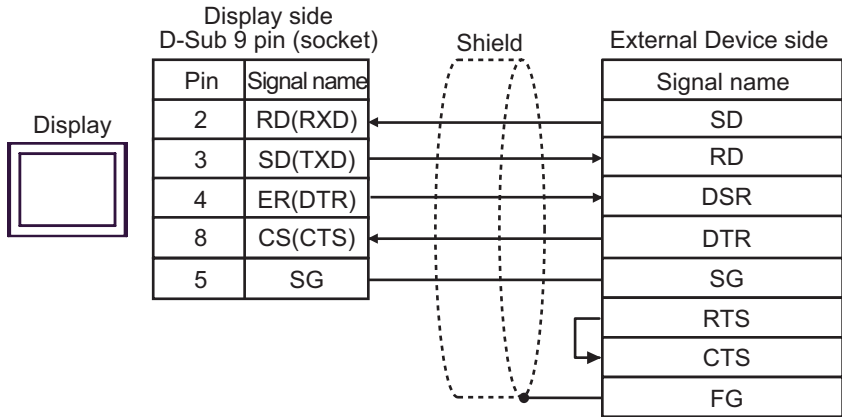 Display side
D-Sub 9 pin (socket)
Shield
External Device side
Pin Signal name
Signal name
Display
2 RD(RXD) SD
3 SD(TXD) RD
4 ER(DTR) DSR
8 CS(CTS) DTR
5 SG SG
RTS
CTS
FG